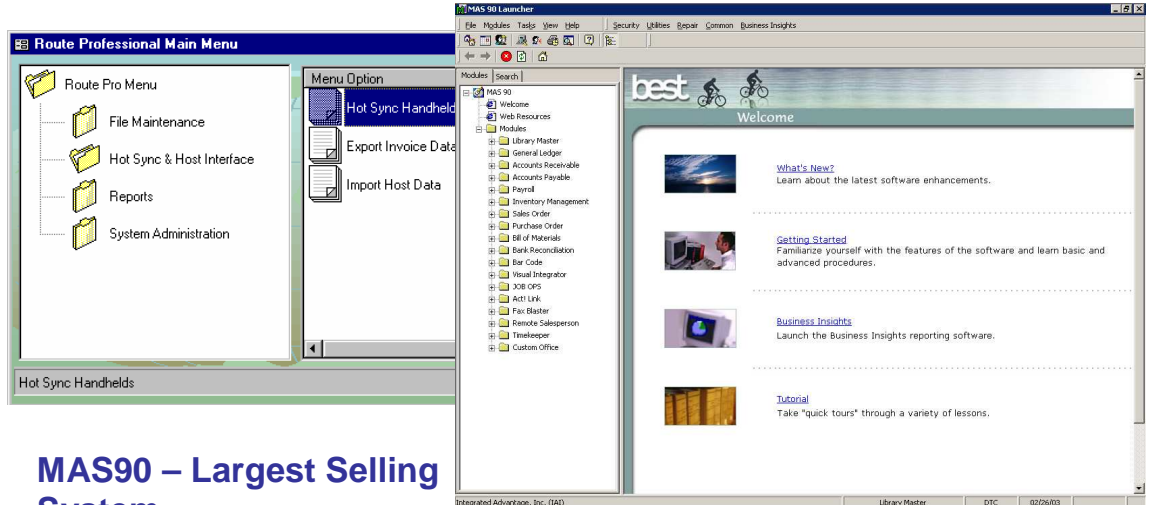 Route Professional Main Menu
Route Pro Menu
File Maintenance
Hot Sync & Host Interface
Reports
System Administration
Menu Option
Hot Sync Handheld
Export Invoice Data
Import Host Data
Hot Sync Handhelds
MAS90 – Largest Selling
System
MAS 90 Launcher
File Modules Tasks View Help Security Utilities Repair Common Business Insights
Modules Search
MAS 90
Welcome
Web Resources
Modules
Library Master
General Ledger
Accounts Receivable
Accounts Payable
Payroll
Inventory Management
Sales Order
Purchase Order
Bill of Materials
Bank Reconciliation
Bar Code
Visual Integrator
JOB OPS
Act! Link
Fax Blaster
Remote Salesperson
Timekeeper
Custom Office
best
Welcome
What's New?
Learn about the latest software enhancements.
Getting Started
Familiarize yourself with the features of the software and learn basic and
advanced procedures.
Business Insights
Launch the Business Insights reporting software.
Tutorial
Take "quick tours" through a variety of lessons.
Integrated Advantage, Inc. (IAI) Library Master DTC 02/26/03